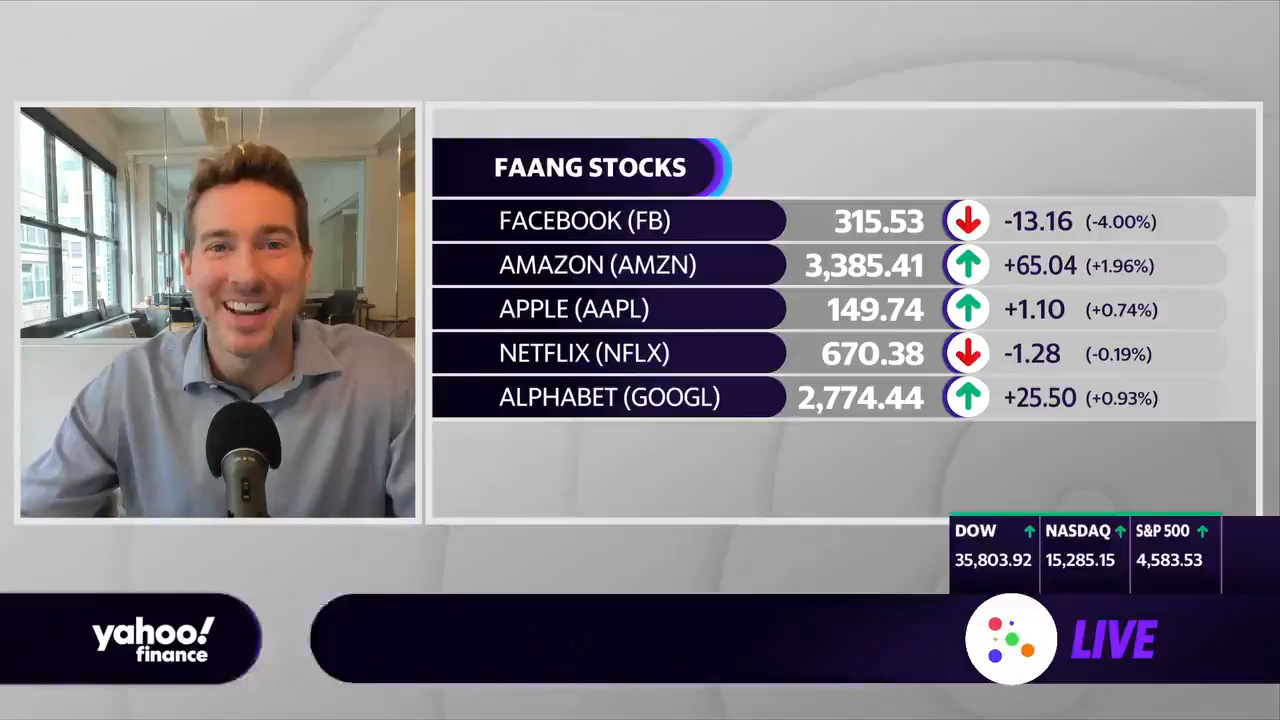 FAANG STOCKS
FACEBOOK (FB) 315.53 -13.16 (-4.00%)
AMAZON (AMZN) 3,385.41 +65.04 (+1.96%)
APPLE (AAPL) 149.74 +1.10 (+0.74%)
NETFLIX (NFLX) 670.38 -1.28 (-0.19%)
ALPHABET (GOOGL) 2,774.44 +25.50 (+0.93%)
DOW NASDAQ S&P 500
35,803.92 15,285.15 4,583.53
yahoo!
finance
LIVE